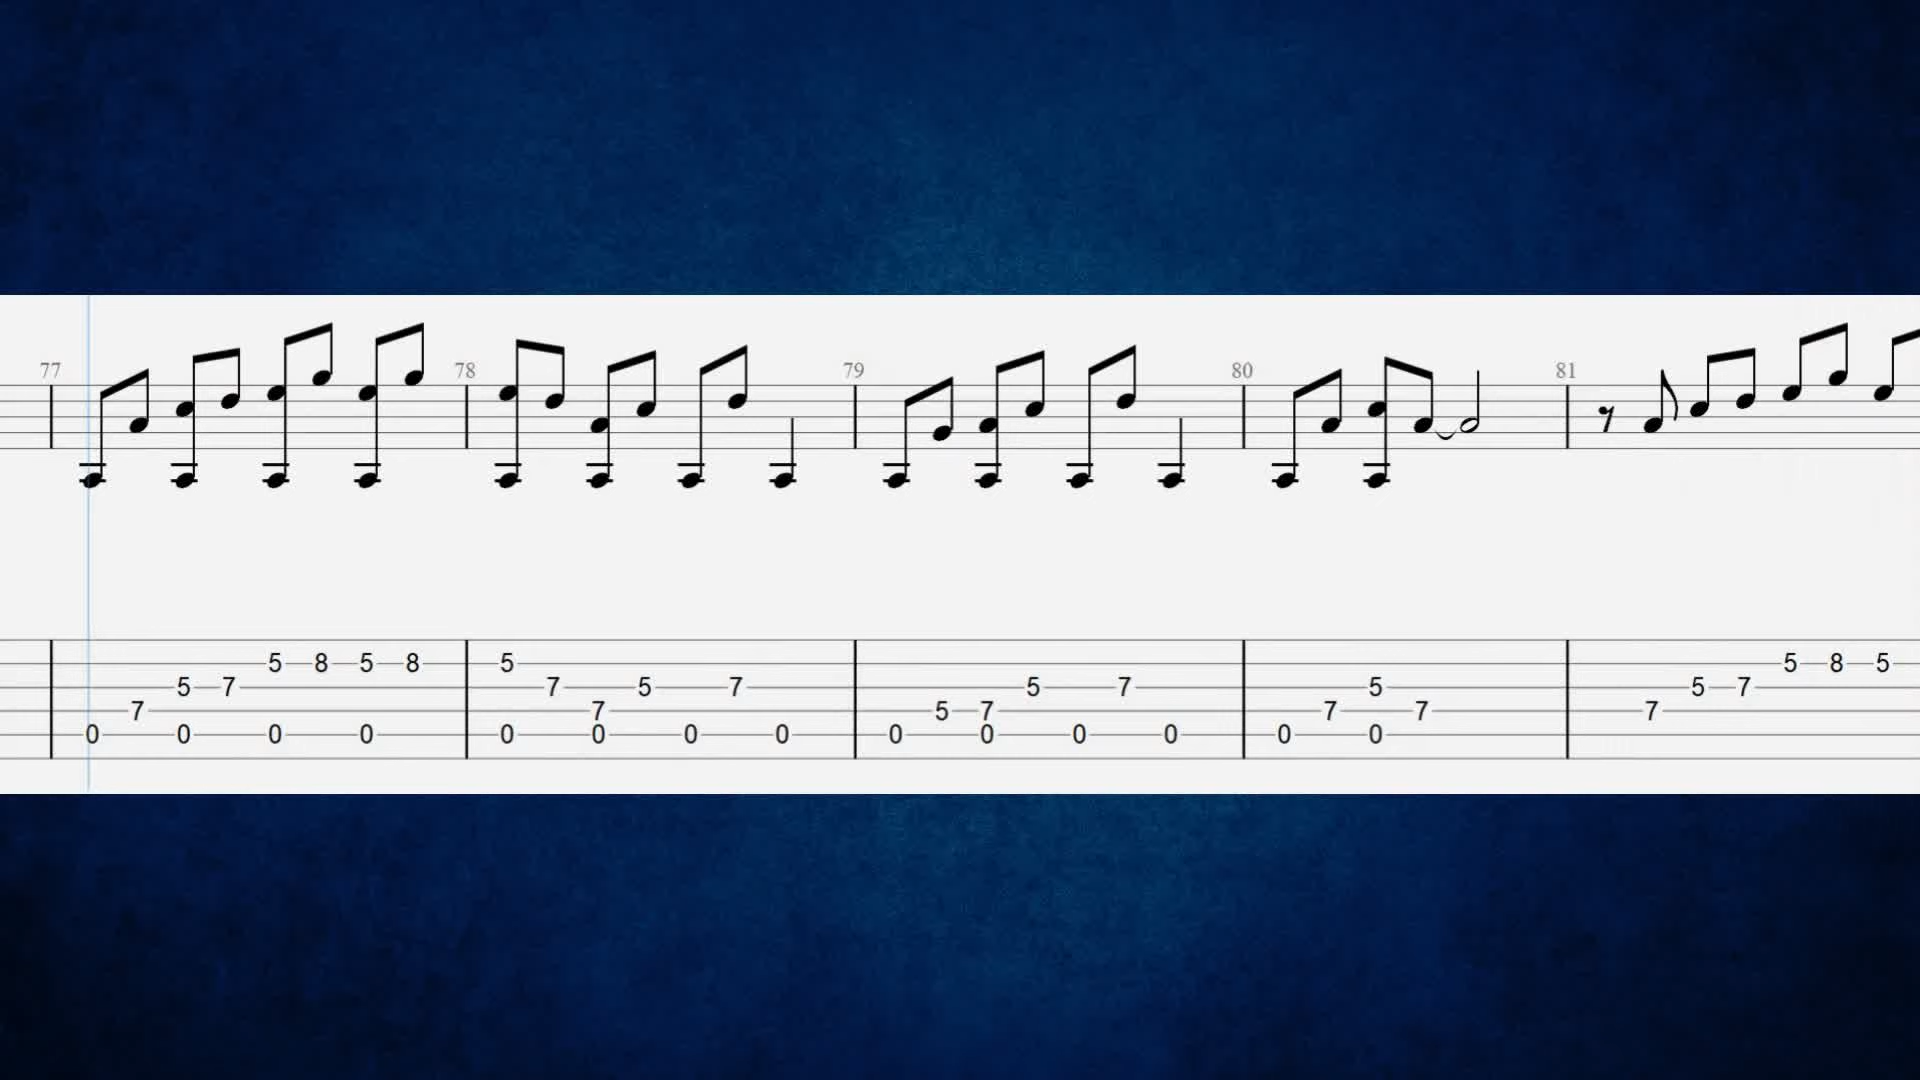 77 78 79 80 81
5 8 5 8 5 5 8 5
5 7 7 5 7 5 7 5 5 7
7 7 5 7 7 7 7
0 0 0 0 0 0 0 0 0 0 0 0 0 0